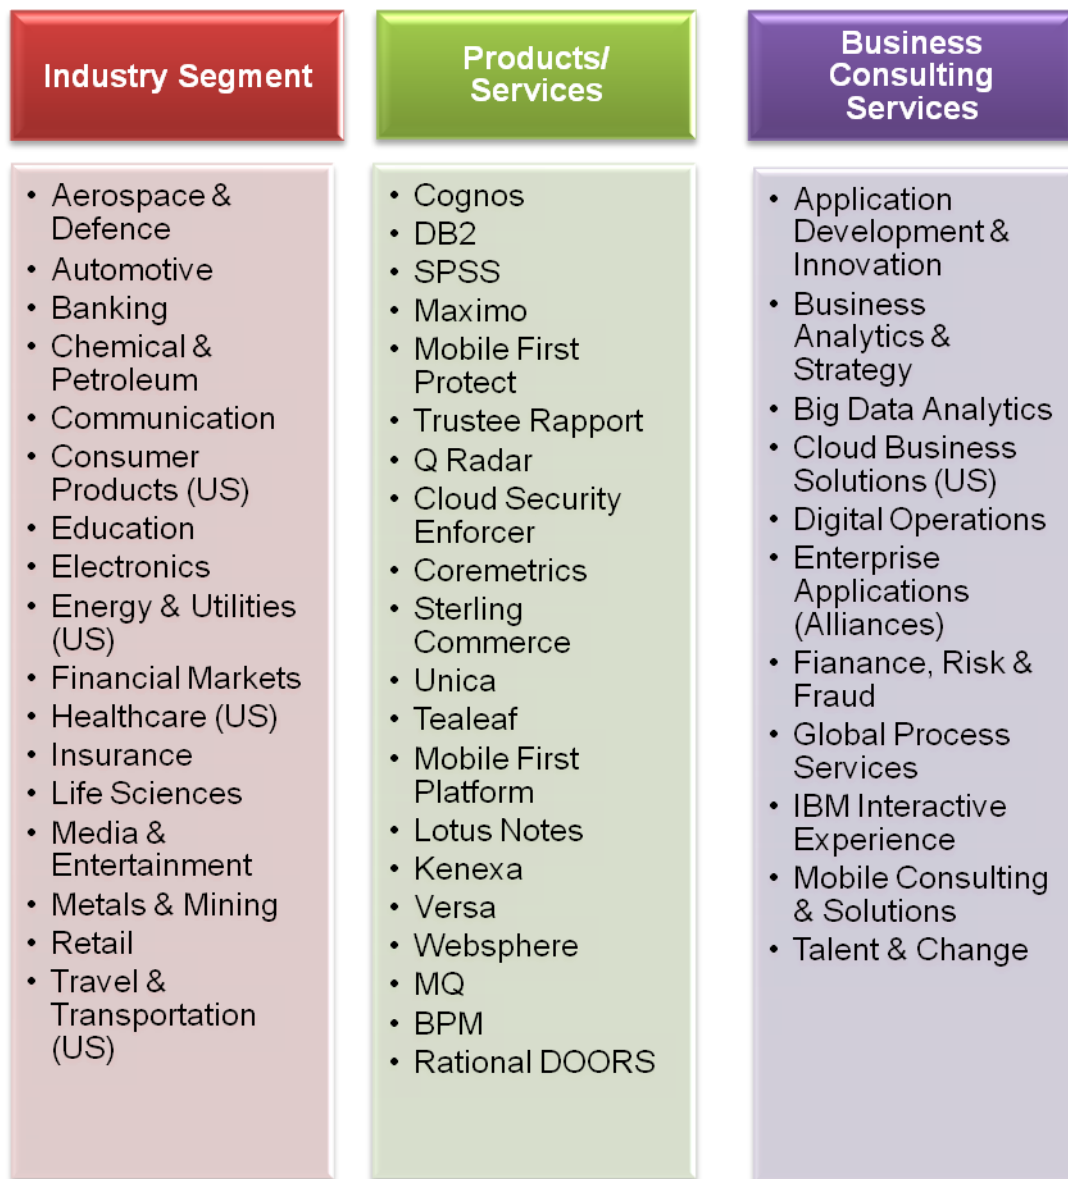 Industry Segment
• Aerospace &
Defence
• Automotive
• Banking
• Chemical &
Petroleum
• Communication
• Consumer
Products (US)
• Education
• Electronics
• Energy & Utilities
(US)
• Financial Markets
• Healthcare (US)
• Insurance
• Life Sciences
• Media &
Entertainment
• Metals & Mining
• Retail
• Travel &
Transportation
(US)
Products/
Services
• Cognos
• DB2
• SPSS
• Maximo
• Mobile First
Protect
• Trustee Rapport
• Q Radar
• Cloud Security
Enforcer
• Coremetrics
• Sterling
Commerce
• Unica
• Tealeaf
• Mobile First
Platform
• Lotus Notes
• Kenexa
• Versa
• Websphere
• MQ
• BPM
• Rational DOORS
Business
Consulting
Services
• Application
Development &
Innovation
• Business
Analytics &
Strategy
• Big Data Analytics
• Cloud Business
Solutions (US)
• Digital Operations
• Enterprise
Applications
(Alliances)
• Fianance, Risk &
Fraud
• Global Process
Services
• IBM Interactive
Experience
• Mobile Consulting
& Solutions
• Talent & Change